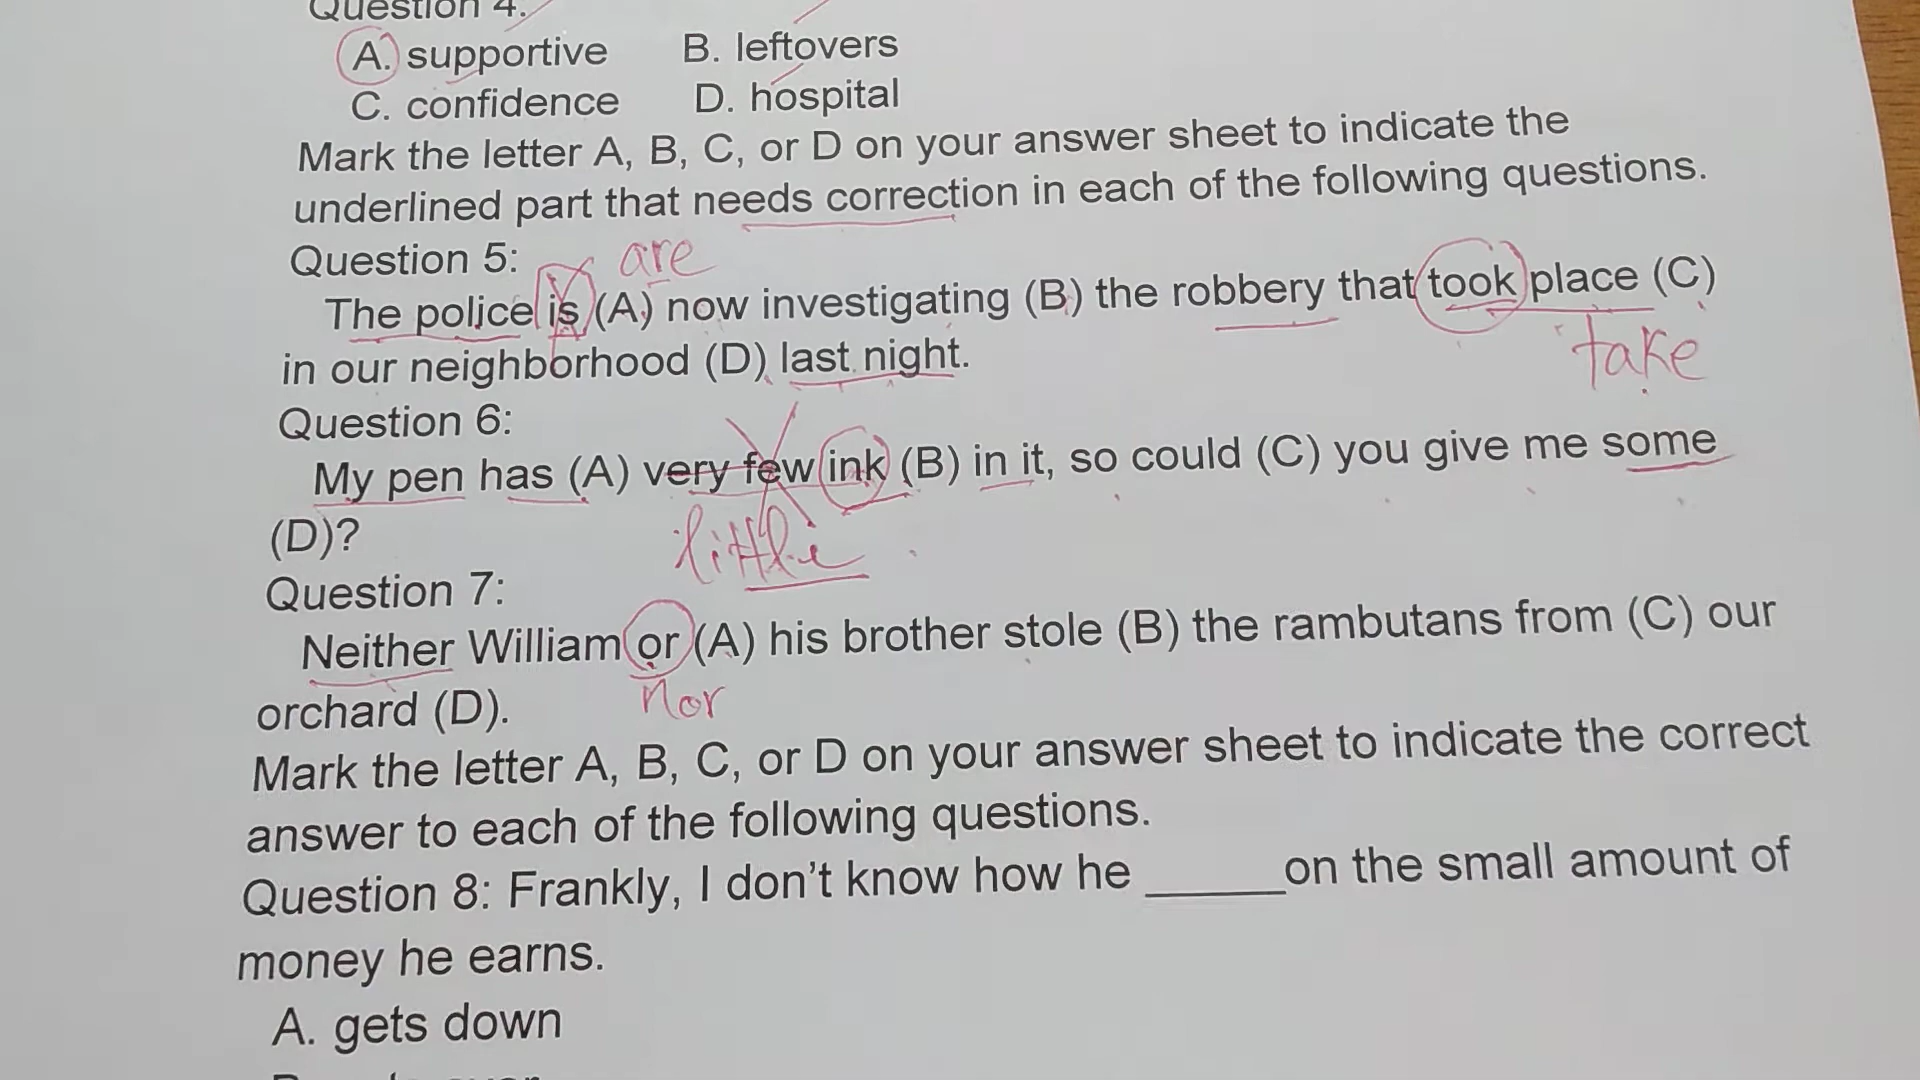 Question 4.
A. supportive B. leftovers
C. confidence D. hospital
Mark the letter A, B, C, or D on your answer sheet to indicate the
underlined part that needs correction in each of the following questions.
Question 5: are
The police is (A) now investigating (B) the robbery that took place (C)
take
in our neighborhood (D) last night.
Question 6:
My pen has (A) very few ink (B) in it, so could (C) you give me some
(D)?
little
Question 7:
Neither William or (A) his brother stole (B) the rambutans from (C) our
nor
orchard (D).
Mark the letter A, B, C, or D on your answer sheet to indicate the correct
answer to each of the following questions.
Question 8: Frankly, I don't know how he ______on the small amount of
money he earns.
A. gets down